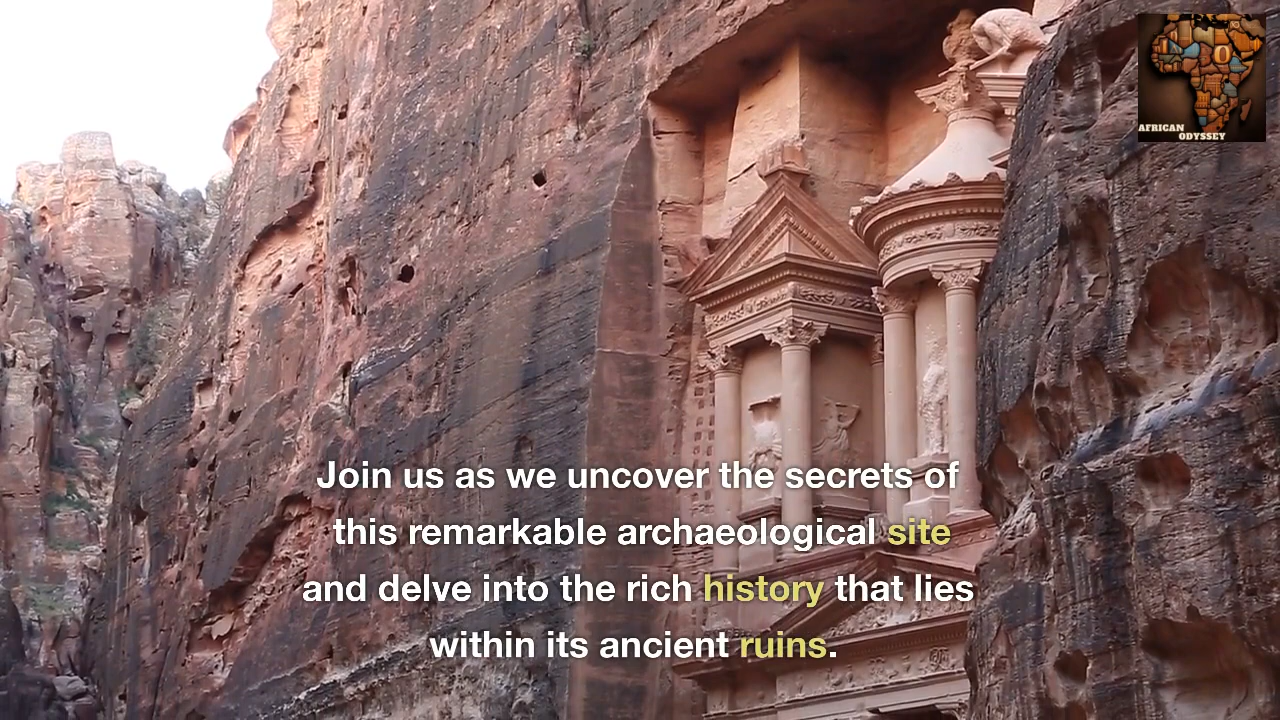 AFRICAN
ODYSSEY
Join us as we uncover the secrets of
this remarkable archaeological site
and delve into the rich history that lies
within its ancient ruins.